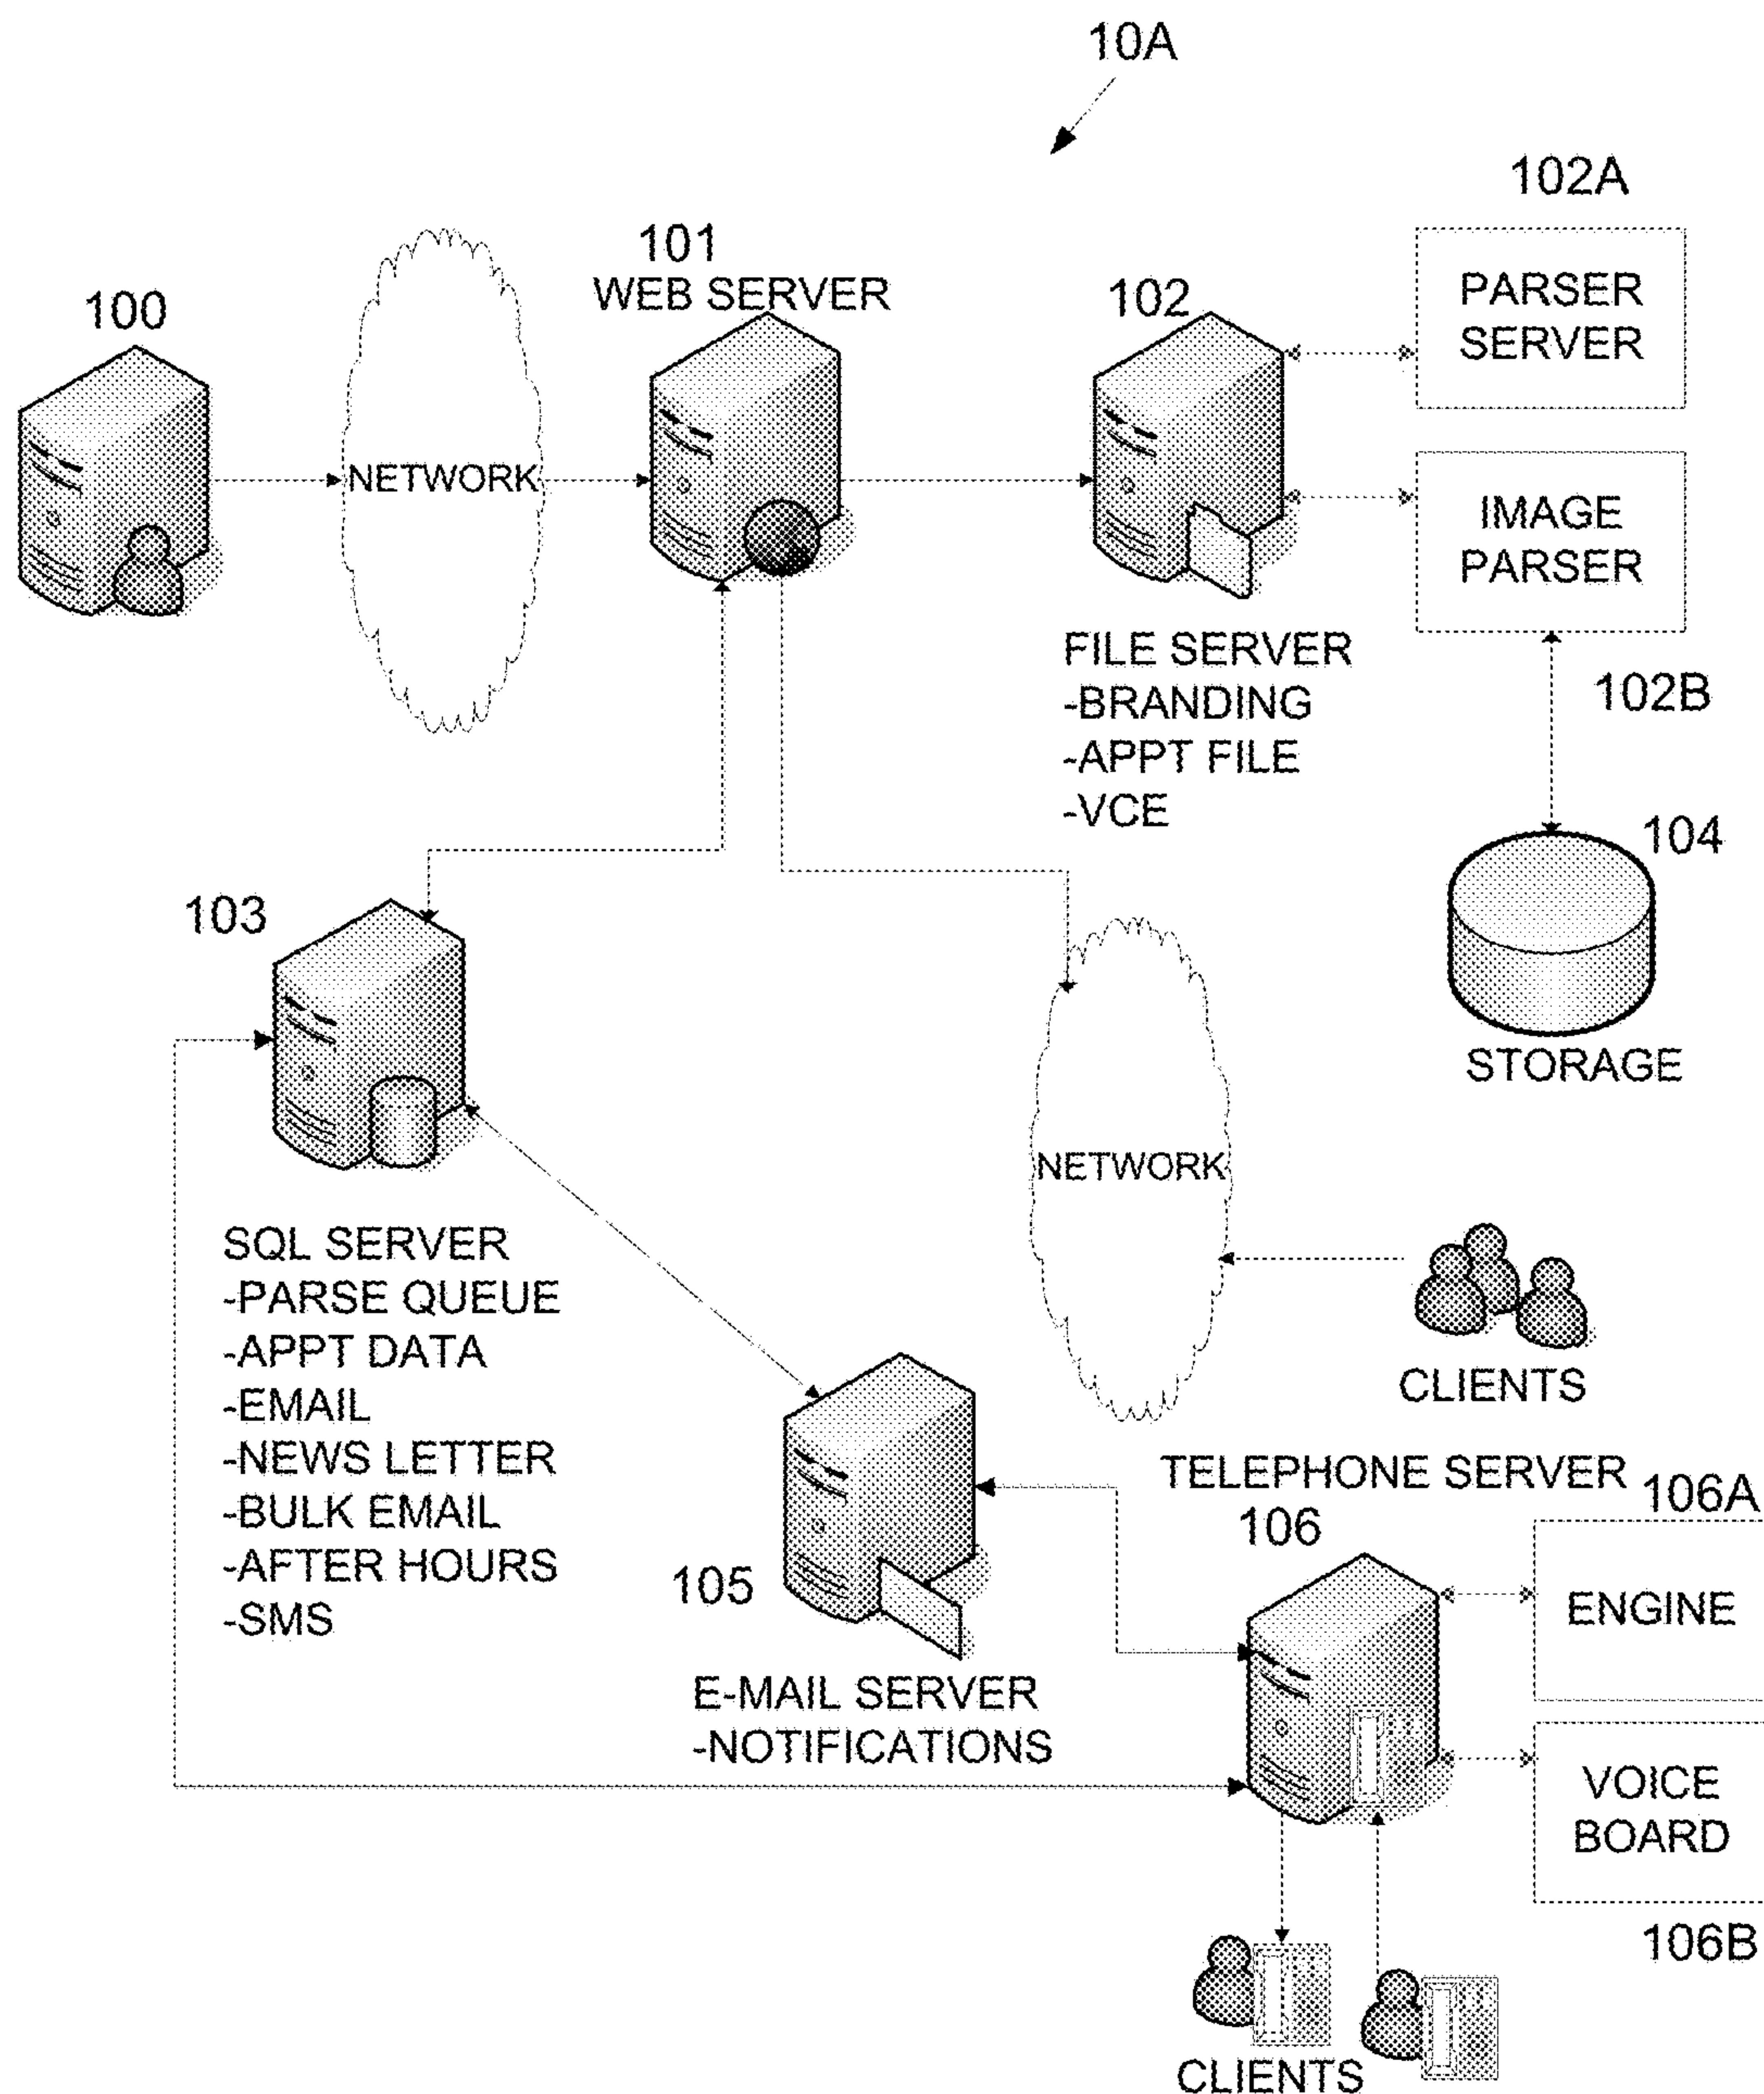 10A
102A
PARSER
SERVER
101
WEB SERVER
100
102
NETWORK
IMAGE
PARSER
102B
FILE SERVER
-BRANDING
-APPT FILE
-VCE
104
STORAGE
103
SQL SERVER
-PARSE QUEUE
-APPT DATA
-EMAIL
-NEWS LETTER
-BULK EMAIL
-AFTER HOURS
-SMS
NETWORK
CLIENTS
105
E-MAIL SERVER
-NOTIFICATIONS
TELEPHONE SERVER
106
106A
ENGINE
VOICE
BOARD
106B
CLIENTS